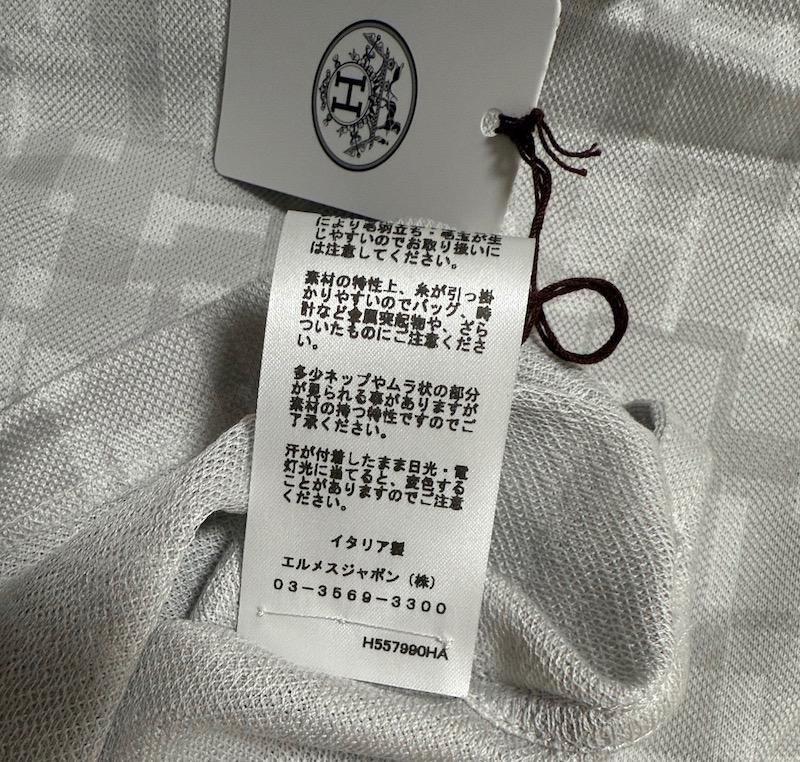 H
により毛羽立ち・毛玉が生
じやすいのでお取り扱いに
は注意してください。
素材の特性上、糸が引っ掛
かりやすいのでバッグ、時
計など金属突起物や、ざら
ついたものにご注意くださ
い。
多少ネップやムラ状の部分
が見られる事がありますが
素材の持つ特性ですのでご
了承ください。
汗が付着したまま日光・電
灯光に当てると、変色する
ことがありますのでご注意
ください。
イタリア製
エルメスジャポン（株）
03-3569-3300
H557990HA